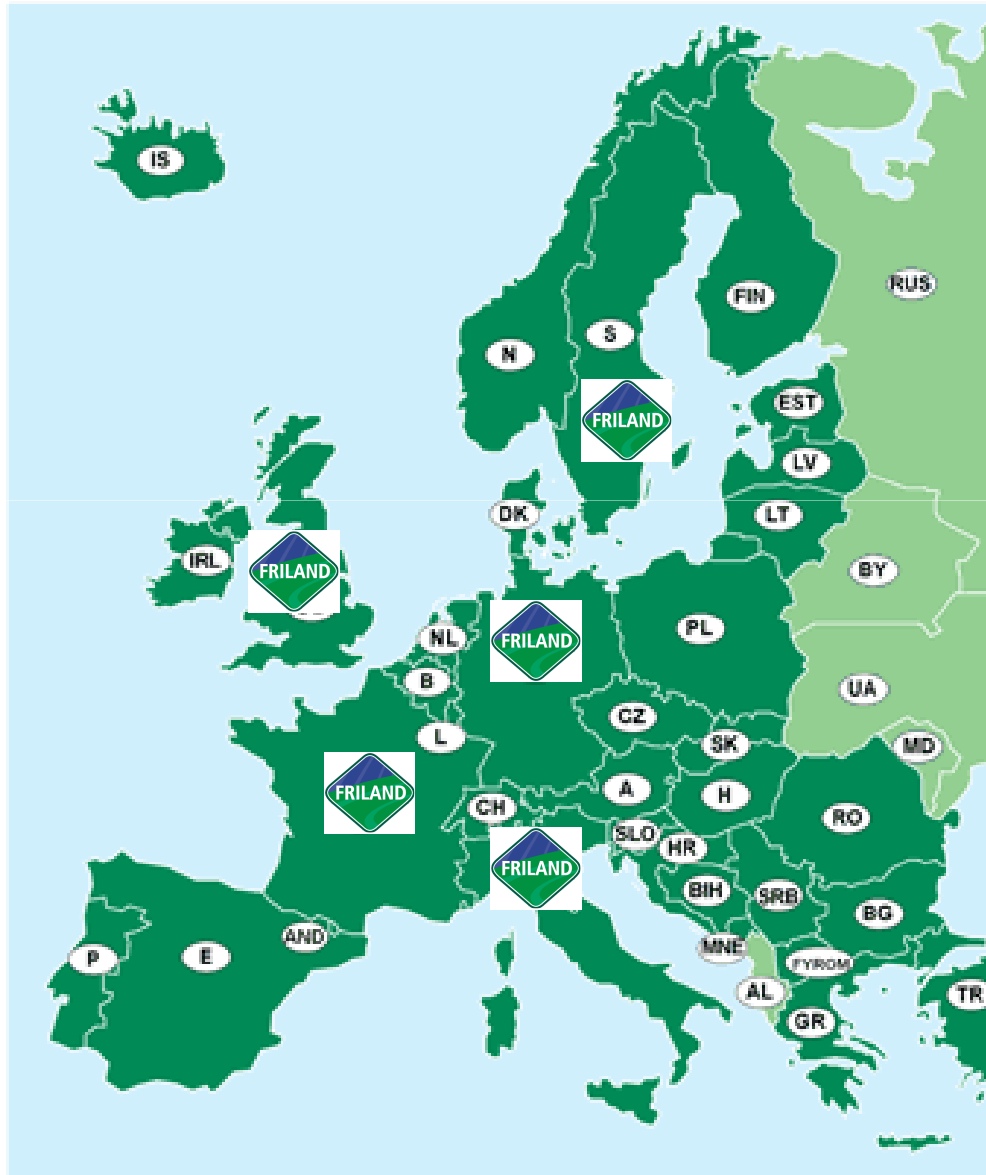 IS
RUS
FIN
S
N
EST
FRILAND
LV
DK
LT
IRL
FRILAND
BY
NL
FRILAND
PL
B
UA
CZ
L
SK
MD
FRILAND
A
H
CH
RO
SLO
HR
FRILAND
BIH
SRB
BG
AND
MNE
P
E
FYROM
AL
TR
GR